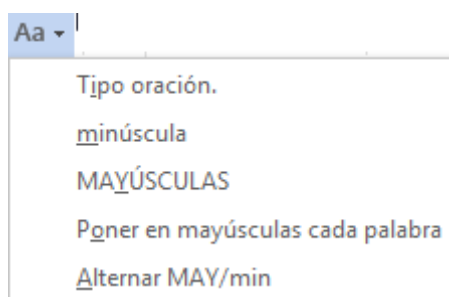 Aa
Tipo oración.
minúscula
MAYÚSCULAS
Poner en mayúsculas cada palabra
Alternar MAY/min